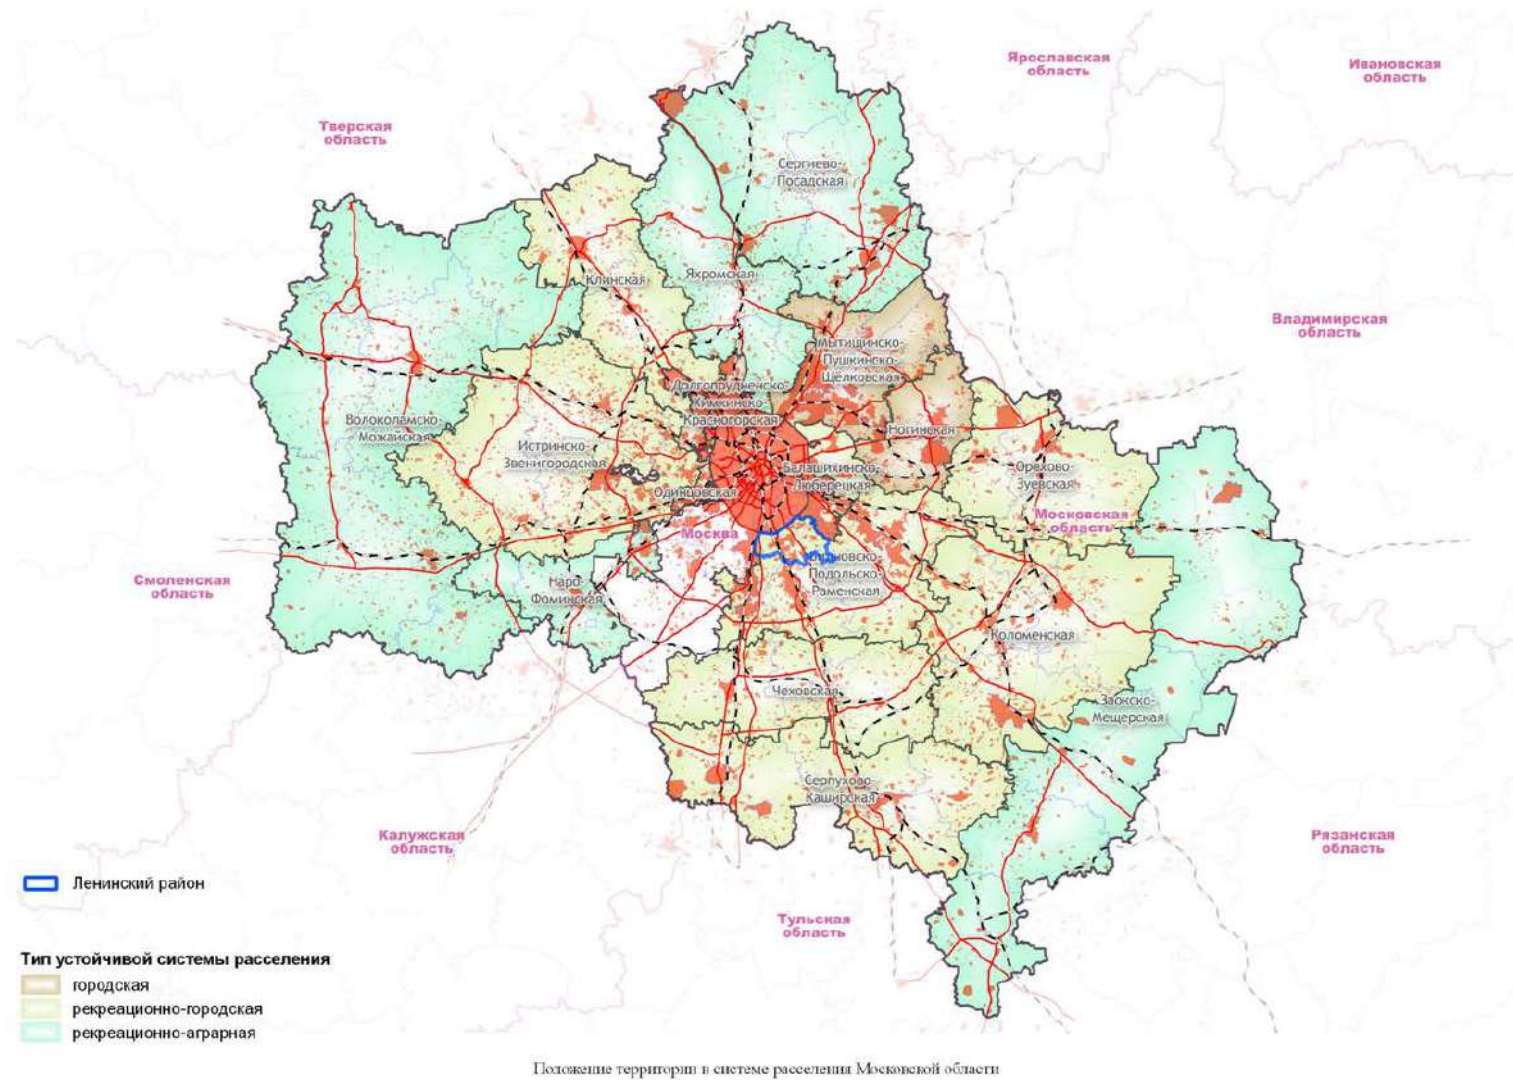 Ярославская
область
Ивановская
область
Тверская
область
Сергиево-
Посадская
Клинская
Яхромская
Владимирская
область
Мытищинско-
Пушкинско-
Щёлковская
Долгопрудненско-
Химкинско-
Красногорская
Волоколамско-
Можайская
Ногинская
Истринско-
Звенигородская
Балашихинско-
Люберецкая
Орехово-
Зуевская
Одинцовская
Московская
область
Москва
Смоленская
область
Наро-
Фоминская
Видновско-
Подольско-
Раменская
Коломенская
Чеховская
Заокско-
Мещерская
Серпухово-
Каширская
Калужская
область
Рязанская
область
Тульская
область
Ленинский район
Тип устойчивой системы расселения
городская
рекреационно-городская
рекреационно-аграрная
Положение территории в системе расселения Московской области